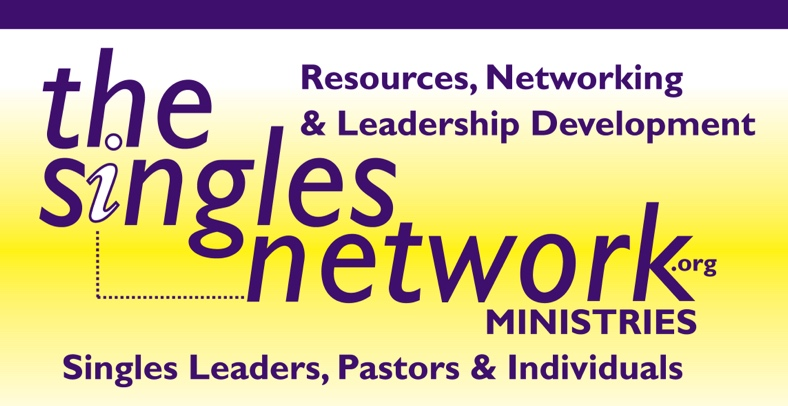 the
singles
network.org
MINISTRIES
Resources, Networking
& Leadership Development
Singles Leaders, Pastors & Individuals